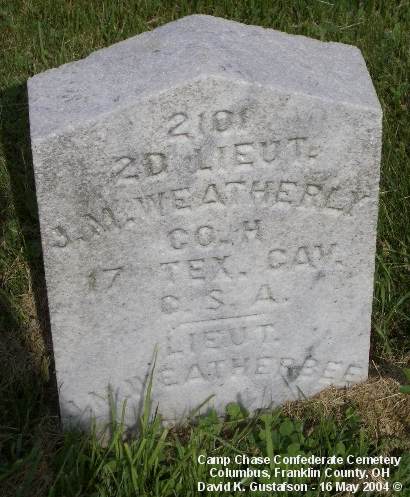 2101
2D LIEUT.
J.M. WEATHERLY
CO. H
17 TEX. CAV.
C. S. A.
LIEUT.
WEATHERBEE
Camp Chase Confederate Cemetery
Columbus, Franklin County, OH
David K. Gustafson - 16 May 2004 ©